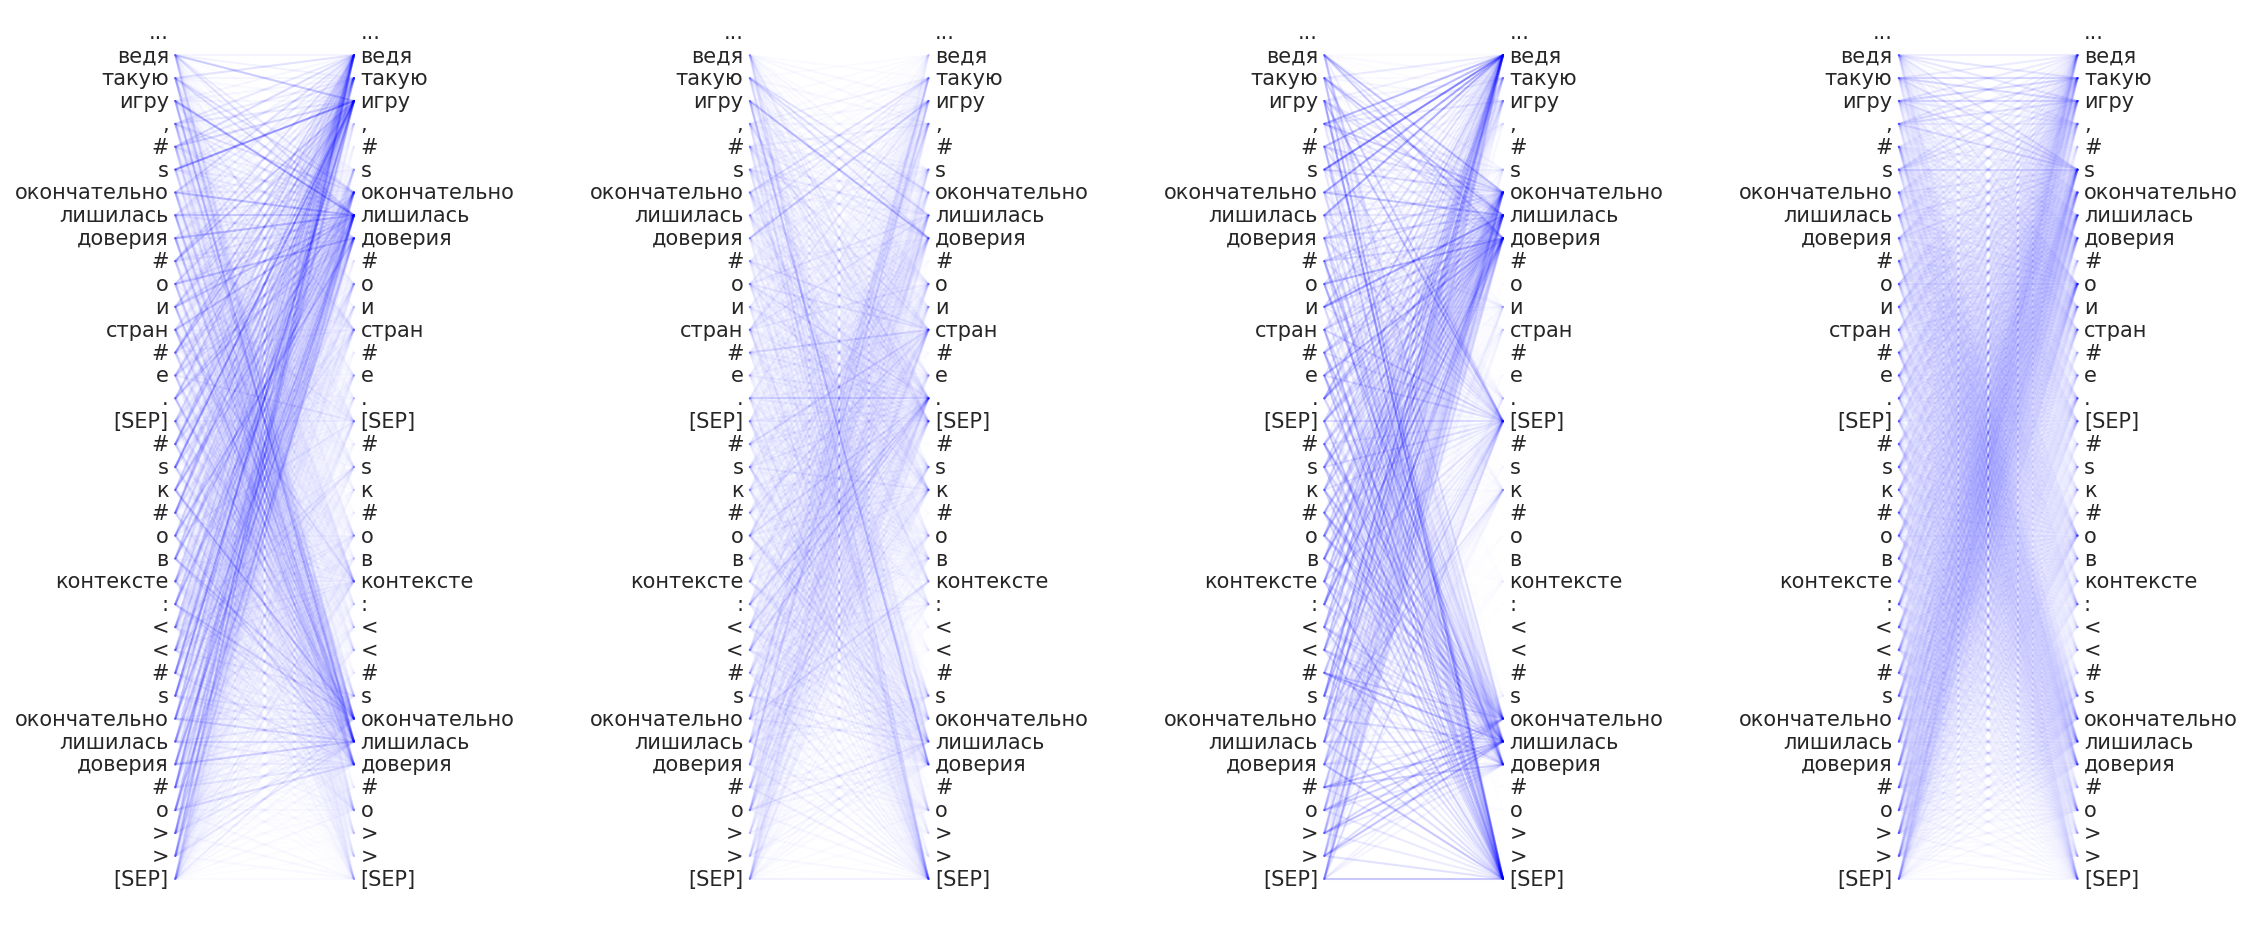 ... ... ... ... ... ... ... ...
ведя ведя ведя ведя ведя ведя ведя ведя
такую такую такую такую такую такую такую такую
игру игру игру игру игру игру игру игру
, , , , , , , ,
# # # # # # # #
s s s s s s s s
окончательно окончательно окончательно окончательно окончательно окончательно окончательно окончательно
лишилась лишилась лишилась лишилась лишилась лишилась лишилась лишилась
доверия доверия доверия доверия доверия доверия доверия доверия
# # # # # # # #
о о о о о о о о
и и и и и и и и
стран стран стран стран стран стран стран стран
# # # # # # # #
е е е е е е е е
. . . . . . . .
[SEP] [SEP] [SEP] [SEP] [SEP] [SEP] [SEP] [SEP]
# # # # # # # #
s s s s s s s s
к к к к к к к к
# # # # # # # #
о о о о о о о о
в в в в в в в в
контексте контексте контексте контексте контексте контексте контексте контексте
: : : : : : : :
< < < < < < < <
< < < < < < < <
# # # # # # # #
s s s s s s s s
окончательно окончательно окончательно окончательно окончательно окончательно окончательно окончательно
лишилась лишилась лишилась лишилась лишилась лишилась лишилась лишилась
доверия доверия доверия доверия доверия доверия доверия доверия
# # # # # # # #
о о о о о о о о
> > > > > > > >
> > > > > > > >
[SEP] [SEP] [SEP] [SEP] [SEP] [SEP] [SEP] [SEP]